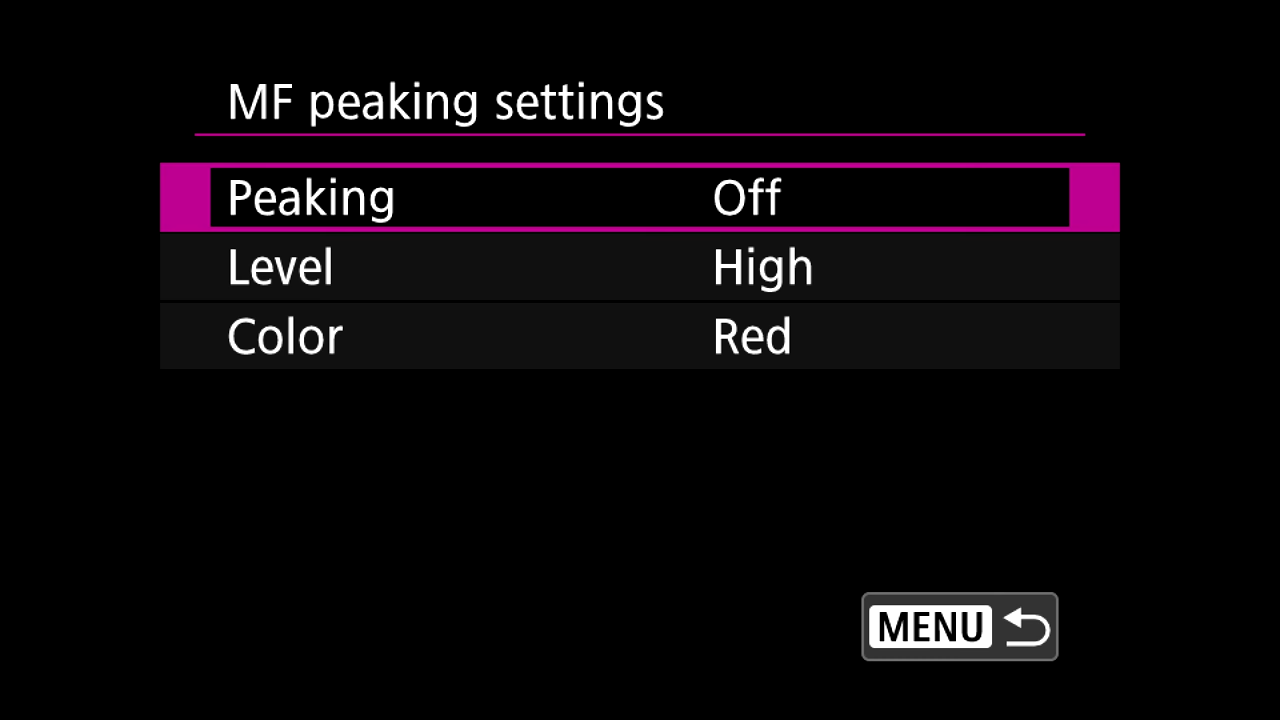 MF peaking settings
Peaking Off
Level High
Color Red
MENU